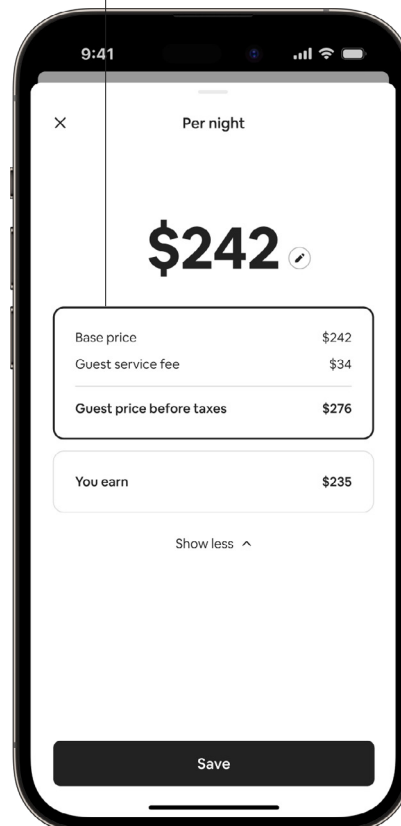 9:41
Per night
$242
Base price $242
Guest service fee $34
Guest price before taxes $276
You earn $235
Show less
Save